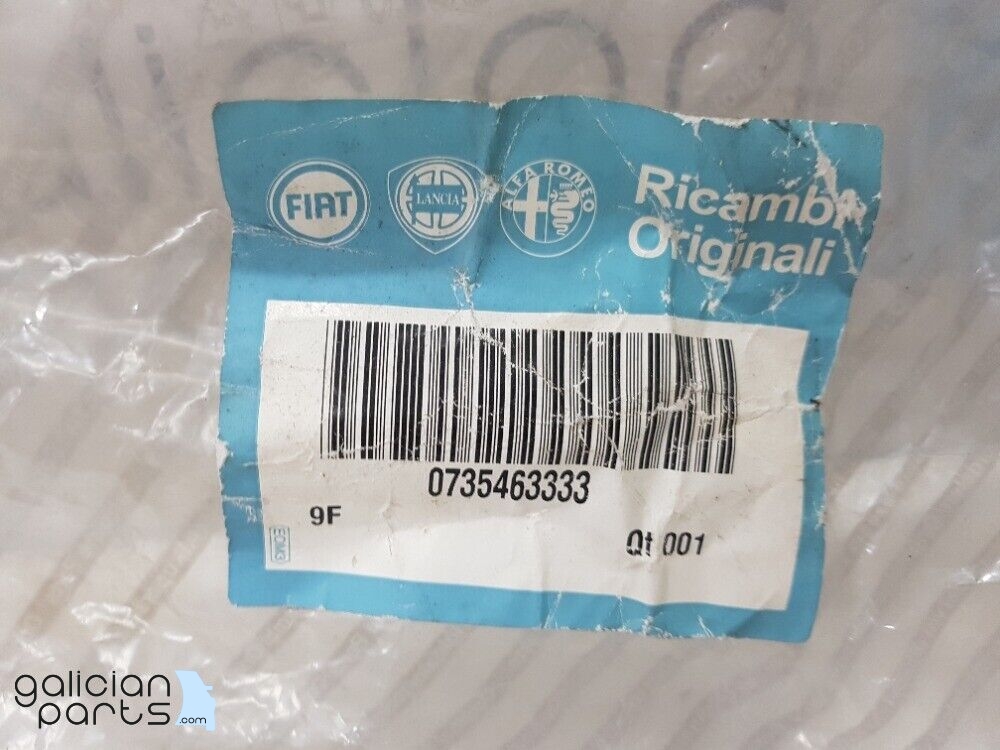 FIAT
LANCIA
ALFA ROMEO
Ricambi
Originali
0735463333
9F
Qt 001
galician
parts.com